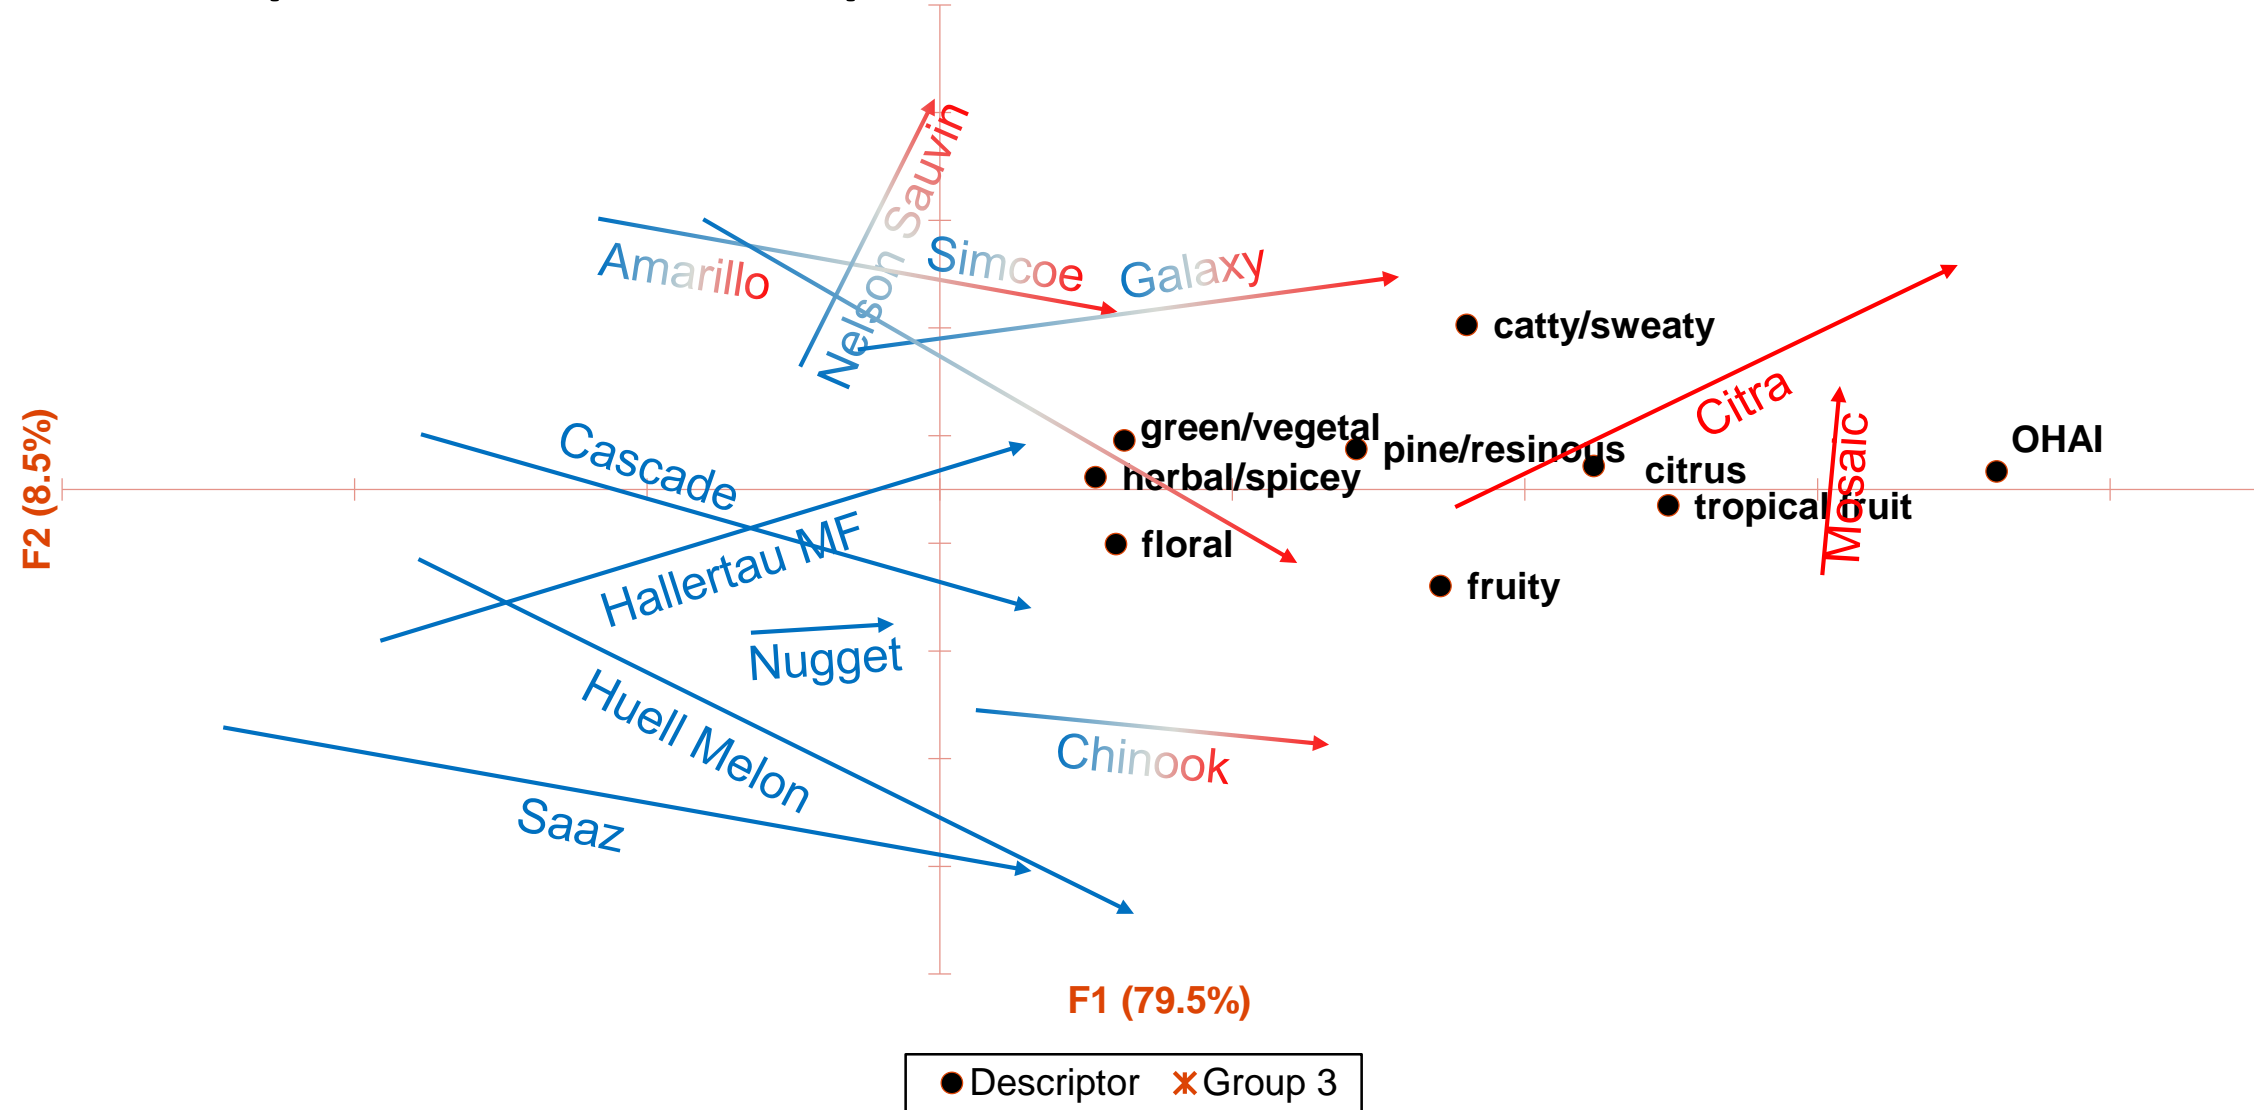 Nelson Sauvin
Amarillo
Simcoe
Galaxy
catty/sweaty
Citra
Mosaic
Cascade
green/vegetal
pine/resinous
OHAI
citrus
herbal/spicey
tropical fruit
F2 (8.5%)
Hallertau MF
floral
fruity
Nugget
Huell Melon
Chinook
Saaz
F1 (79.5%)
Descriptor Group 3